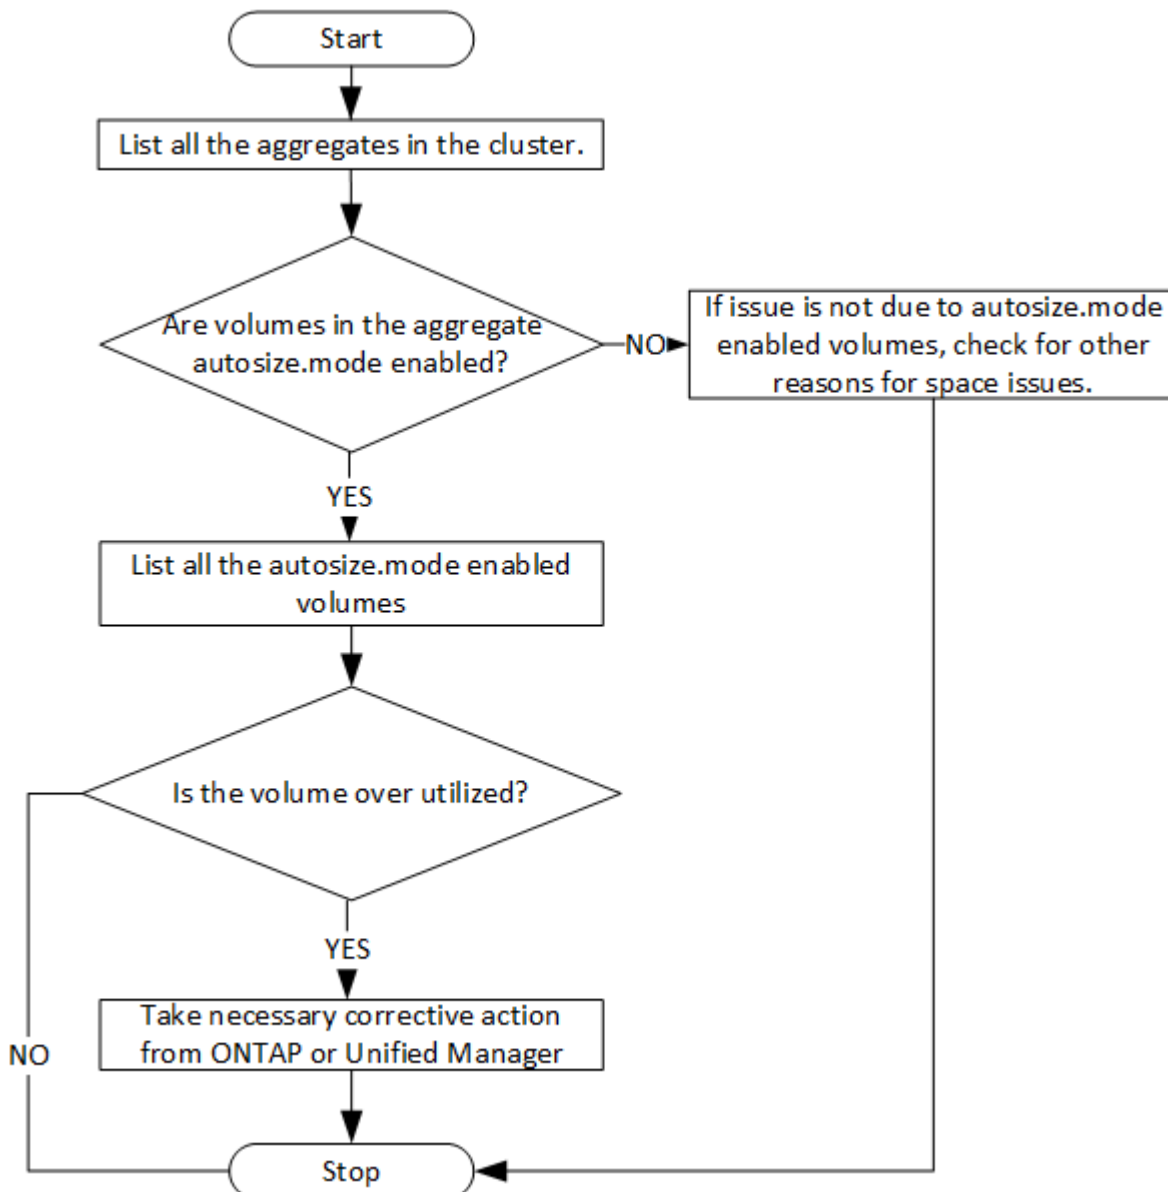 Start
List all the aggregates in the cluster.
Are volumes in the aggregate
autosize.mode enabled?
NO
If issue is not due to autosize.mode
enabled volumes, check for other
reasons for space issues.
YES
List all the autosize.mode enabled
volumes
Is the volume over utilized?
YES
Take necessary corrective action
from ONTAP or Unified Manager
NO
Stop